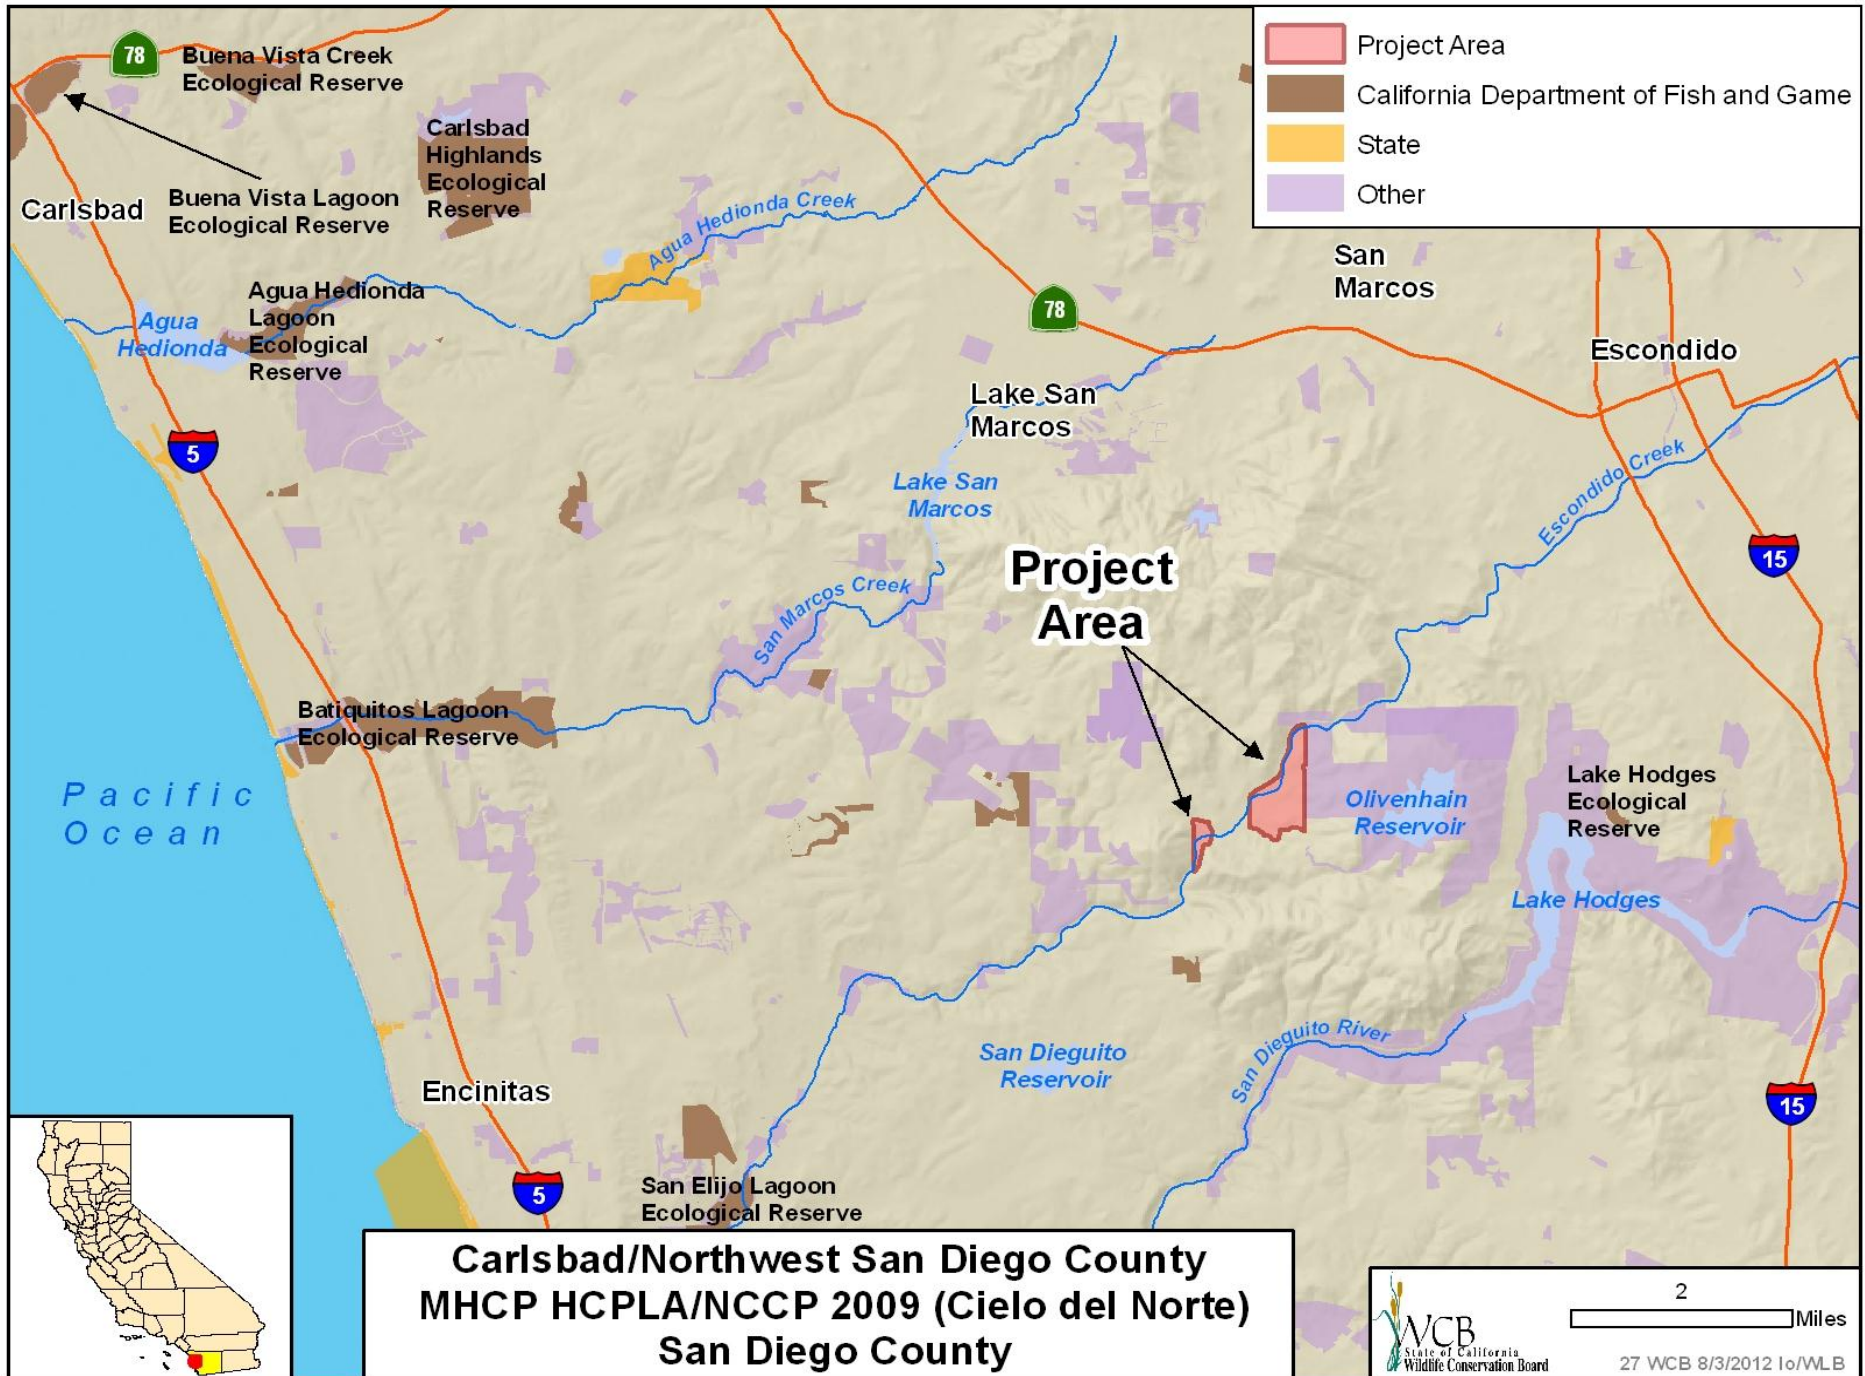 Project Area
California Department of Fish and Game
State
Other
78
Buena Vista Creek
Ecological Reserve
Carlsbad
Highlands
Ecological
Reserve
Buena Vista Lagoon
Ecological Reserve
Carlsbad
Agua Hedionda Creek
San
Marcos
Agua Hedionda
Lagoon
Ecological
Reserve
Agua
Hedionda
78
Escondido
Lake San
Marcos
5
Lake San
Marcos
Escondido Creek
15
Project
Area
San Marcos Creek
Batiquitos Lagoon
Ecological Reserve
Pacific
Ocean
Olivenhain
Reservoir
Lake Hodges
Ecological
Reserve
Lake Hodges
San Dieguito
Reservoir
San Dieguito River
Encinitas
15
5
San Elijo Lagoon
Ecological Reserve
Carlsbad/Northwest San Diego County
MHCP HCPLA/NCCP 2009 (Cielo del Norte)
San Diego County
WCB
State of California
Wildlife Conservation Board
2
Miles
27 WCB 8/3/2012 lo/WLB